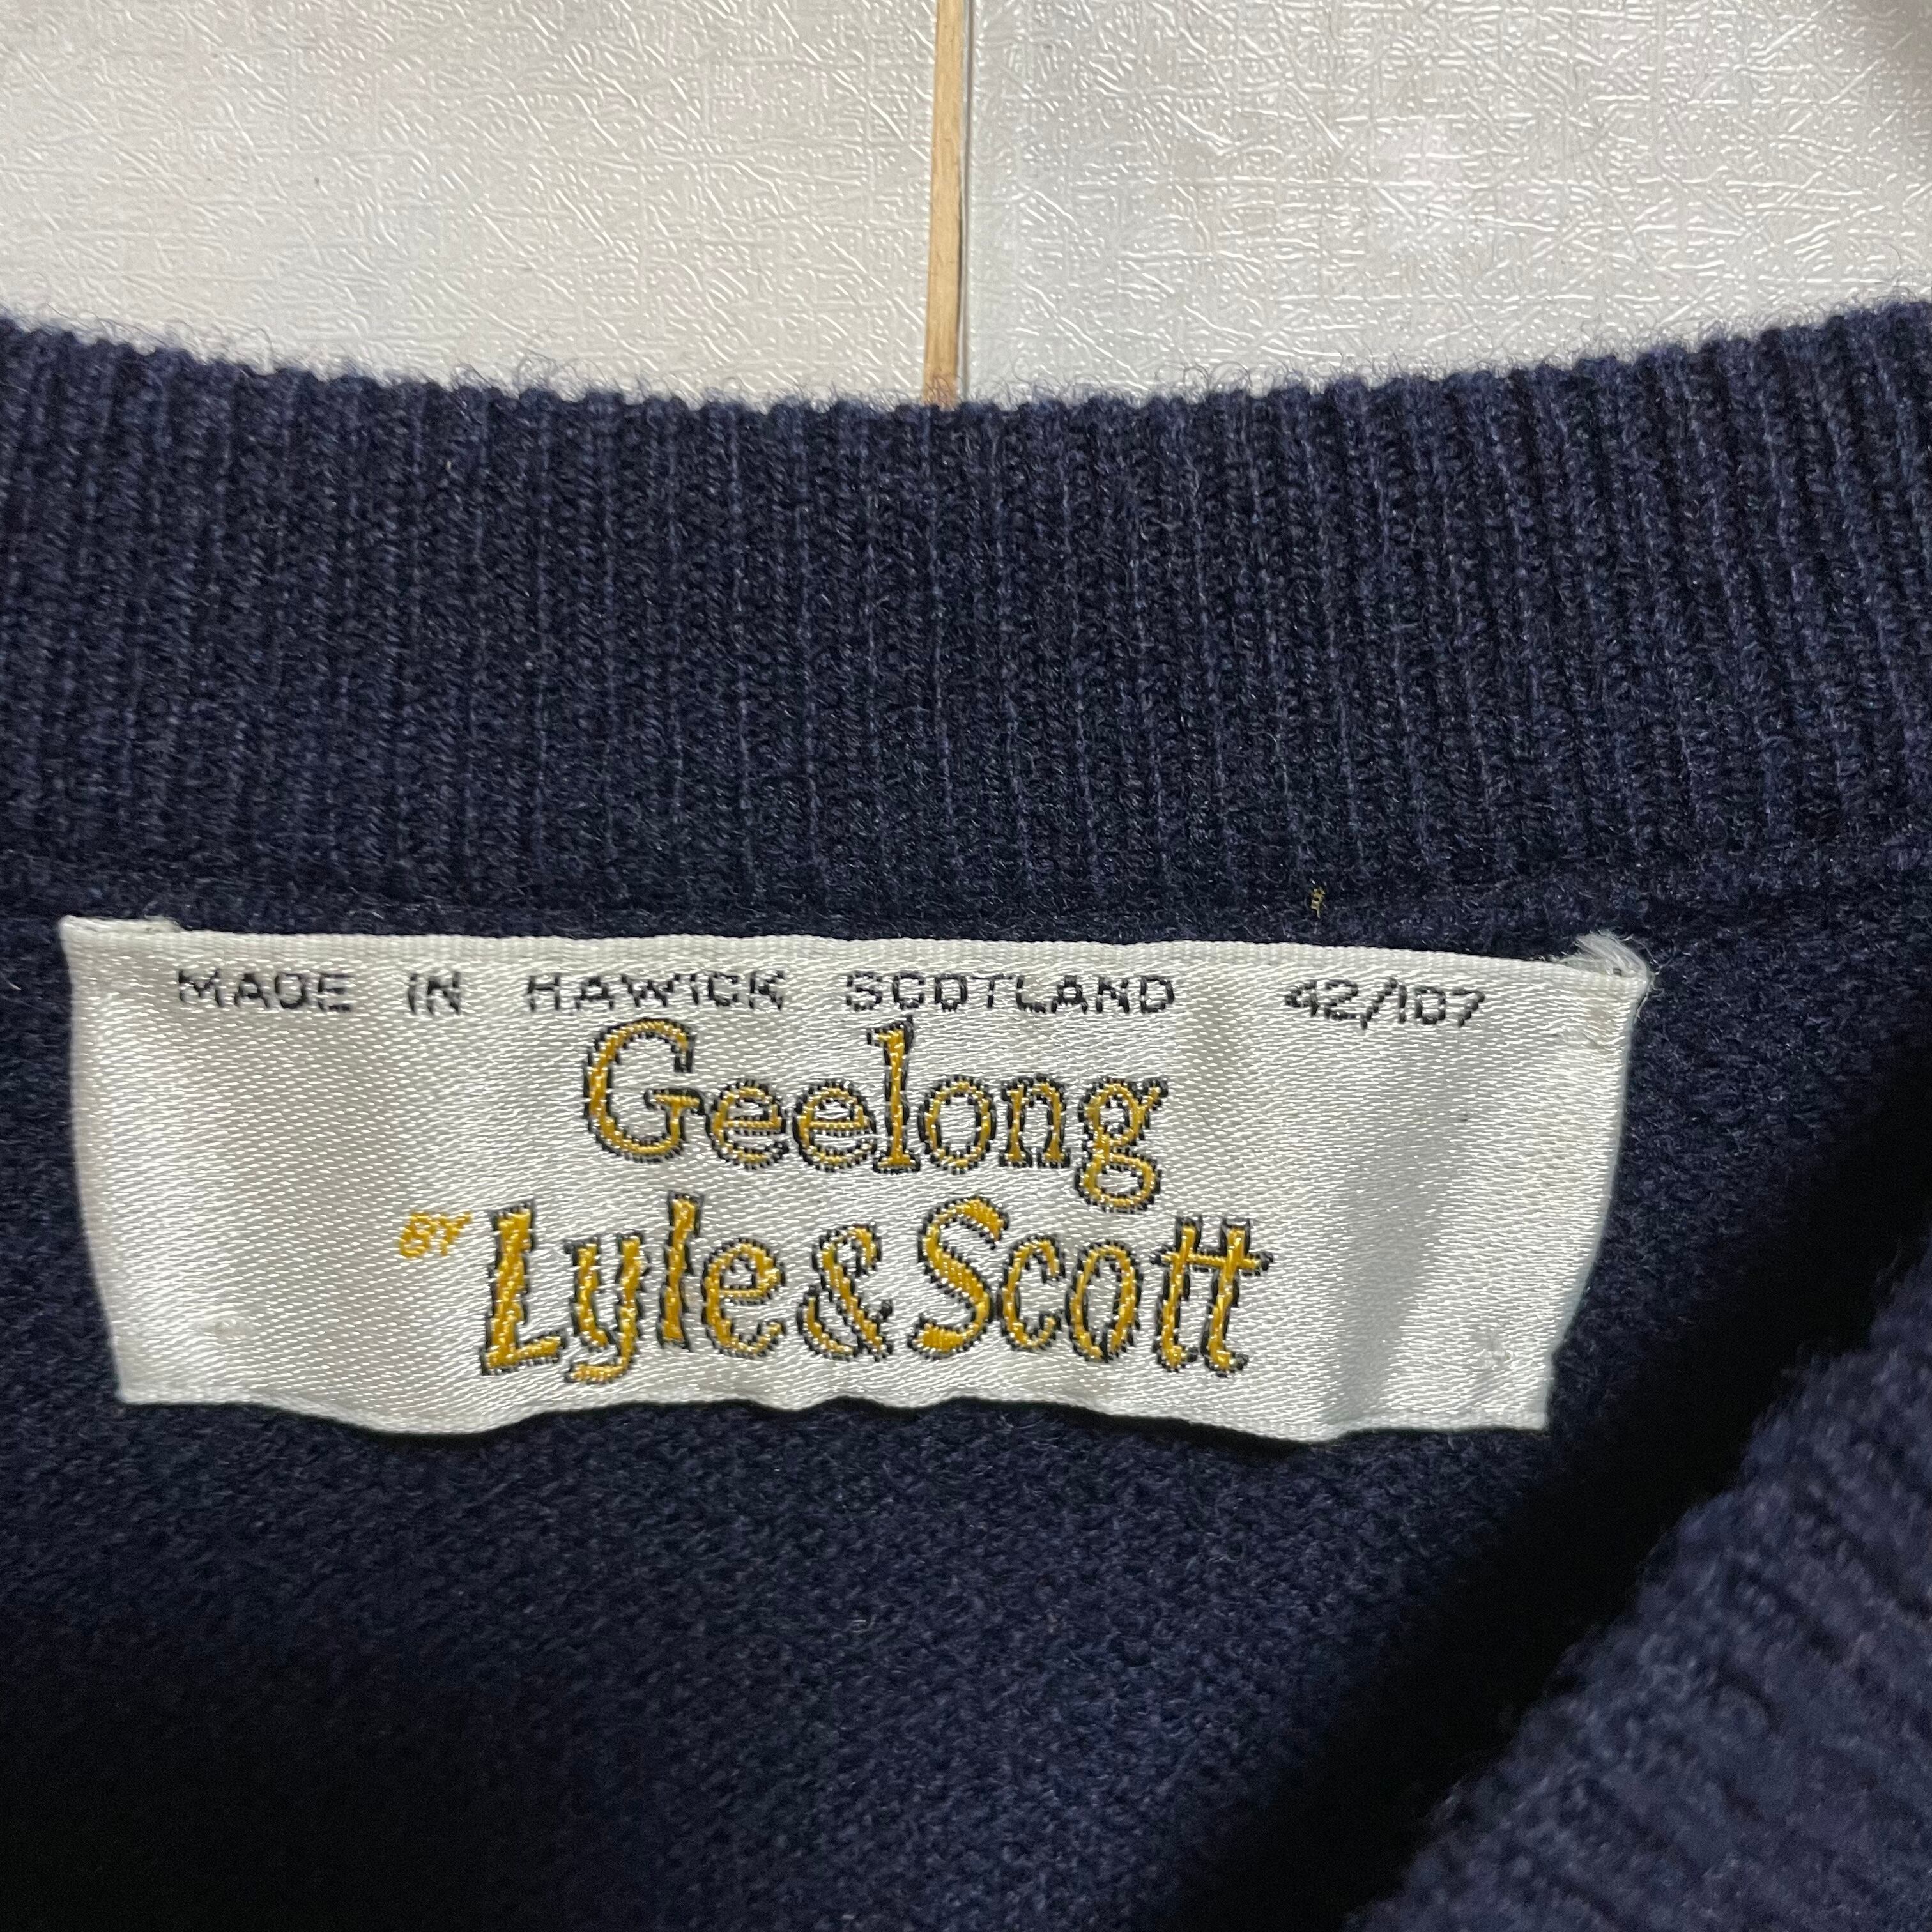 MADE IN HAWICK SCOTLAND 42/107
Geelong
BY Lyle & Scott